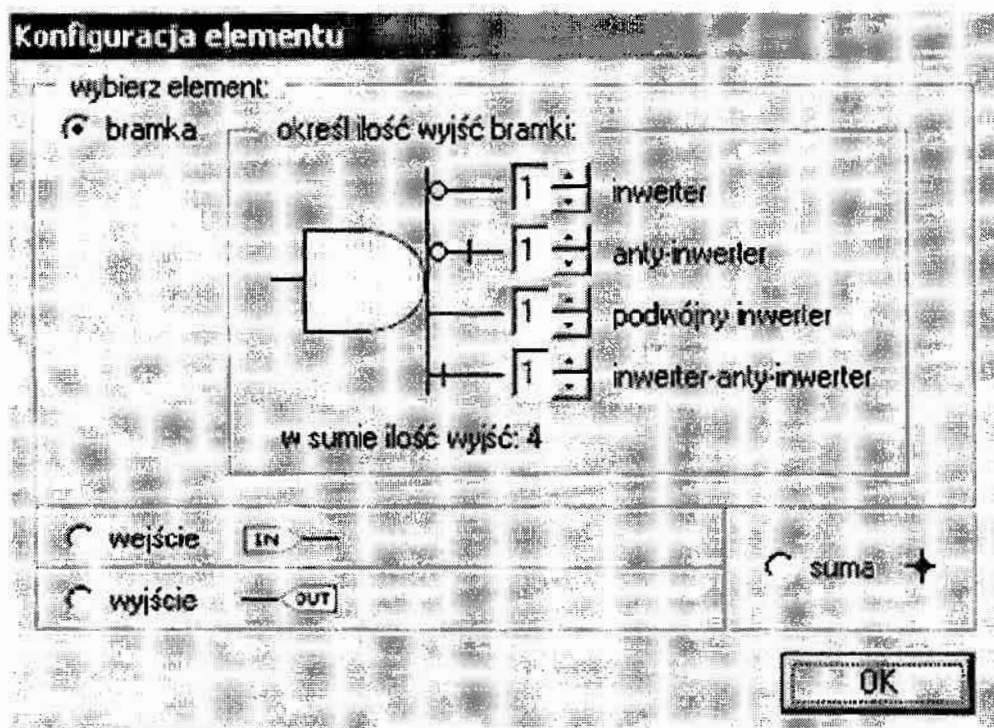 Konfiguracja elementu
wybierz element:
bramka
określ ilość wyjść bramki:
1 inwerter
1 anty-inwerter
1 podwójny inwerter
1 inwerter-anty-inwerter
w sumie ilość wyjść: 4
wejście IN
wyjście OUT
suma
OK